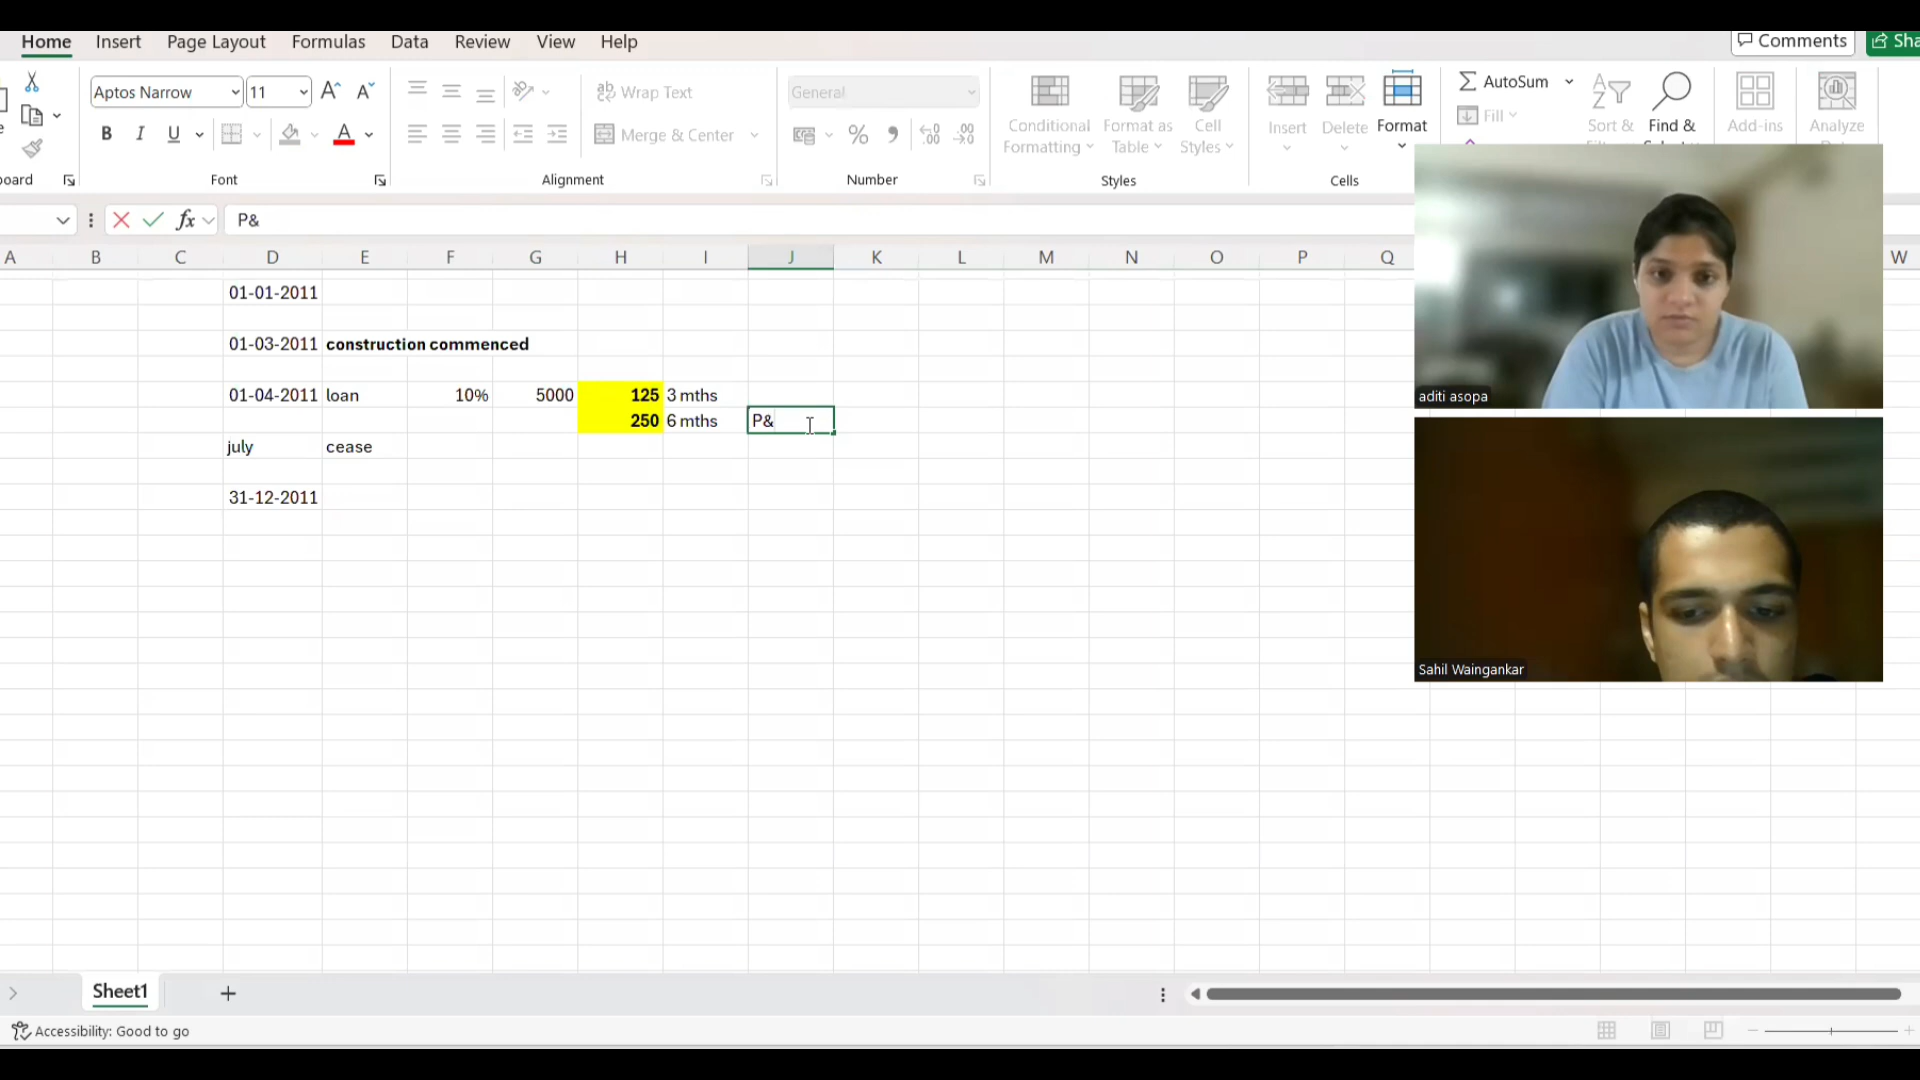 Home Insert Page Layout Formulas Data Review View Help Comments Sha
Aptos Narrow 11 Wrap Text General AutoSum
Conditional Format as Cell Insert Delete Format Fill Sort & Find & Add-ins Analyze
Merge & Center Formatting Table Styles
board Font Alignment Number Styles Cells
fx P&
A B C D E F G H I J K L M N O P Q W
01-01-2011
01-03-2011 construction commenced
01-04-2011 loan 10% 5000 125 3 mths
250 6 mths P&
july cease
31-12-2011
aditi asopa
Sahil Waingankar
Sheet1
Accessibility: Good to go